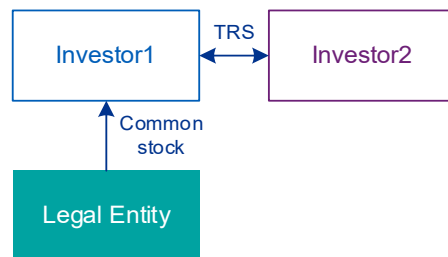 TRS
Investor1
Investor2
Common
stock
Legal Entity